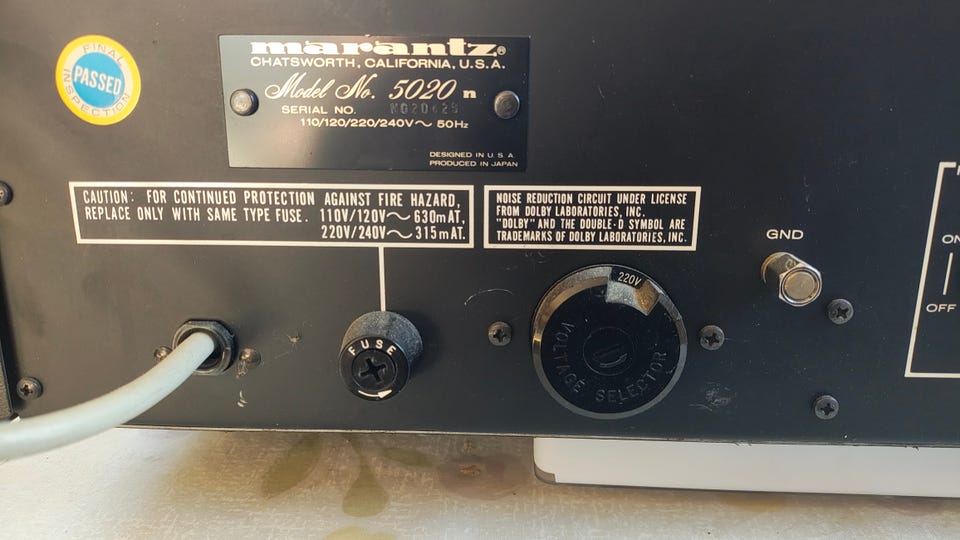 FINAL
PASSED
INSPECTION
marantz®
CHATSWORTH, CALIFORNIA, U.S.A.
Model No. 5020 n
SERIAL NO.
110/120/220/240V～ 50Hz
DESIGNED IN U.S.A.
PRODUCED IN JAPAN
CAUTION: FOR CONTINUED PROTECTION AGAINST FIRE HAZARD,
REPLACE ONLY WITH SAME TYPE FUSE. 110V/120V～630mAT,
220V/240V～315mAT.
NOISE REDUCTION CIRCUIT UNDER LICENSE
FROM DOLBY LABORATORIES, INC.
"DOLBY" AND THE DOUBLE-D SYMBOL ARE
TRADEMARKS OF DOLBY LABORATORIES, INC.
GND
FUSE
220V
VOLTAGE SELECTOR
OFF